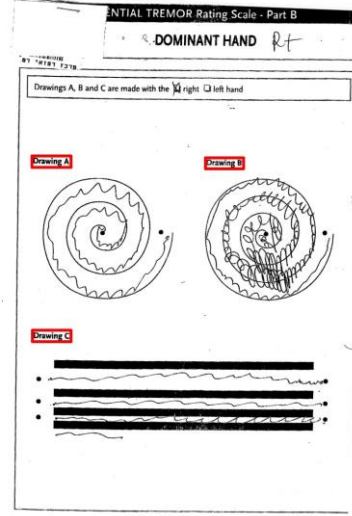 ENTIAL TREMOR Rating Scale - Part B
DOMINANT HAND Rt
Drawings A, B and C are made with the right left hand
Drawing A
Drawing B
Drawing C